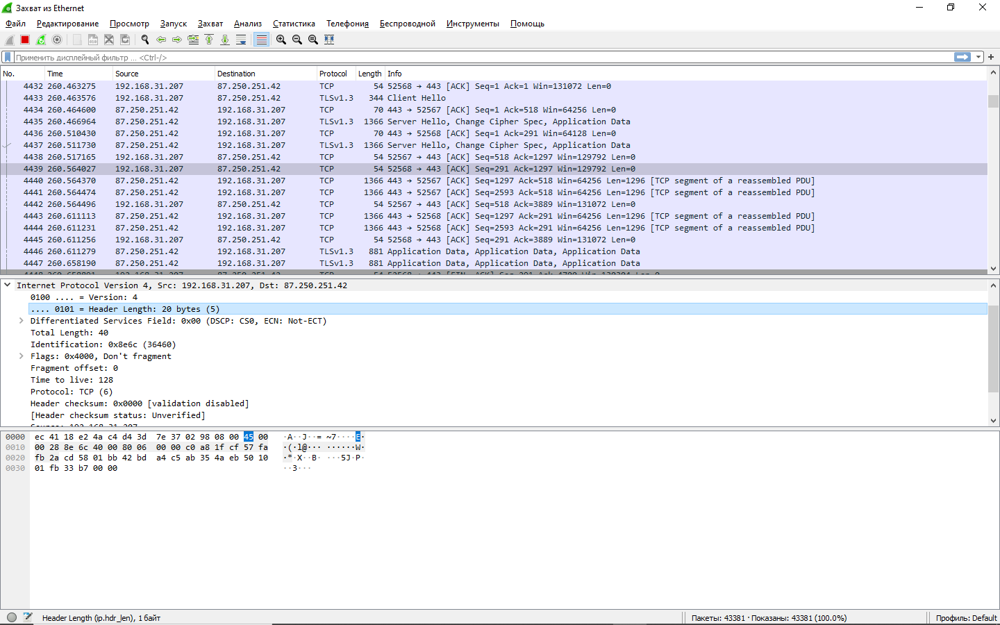 Захват из Ethernet
Файл Редактирование Просмотр Запуск Захват Анализ Статистика Телефония Беспроводной Инструменты Помощь
Применить дисплейный фильтр ... <Ctrl-/>
No. Time Source Destination Protocol Length Info
4432 260.463275 192.168.31.207 87.250.251.42 TCP 54 52568 → 443 [ACK] Seq=1 Ack=1 Win=131072 Len=0
4433 260.463576 192.168.31.207 87.250.251.42 TLSv1.3 344 Client Hello
4434 260.464600 87.250.251.42 192.168.31.207 TCP 70 443 → 52567 [ACK] Seq=1 Ack=518 Win=64256 Len=0
4435 260.466964 87.250.251.42 192.168.31.207 TLSv1.3 1366 Server Hello, Change Cipher Spec, Application Data
4436 260.510430 87.250.251.42 192.168.31.207 TCP 70 443 → 52568 [ACK] Seq=1 Ack=291 Win=64128 Len=0
4437 260.511730 87.250.251.42 192.168.31.207 TLSv1.3 1366 Server Hello, Change Cipher Spec, Application Data
4438 260.517165 192.168.31.207 87.250.251.42 TCP 54 52567 → 443 [ACK] Seq=518 Ack=1297 Win=129792 Len=0
4439 260.564027 192.168.31.207 87.250.251.42 TCP 54 52568 → 443 [ACK] Seq=291 Ack=1297 Win=129792 Len=0
4440 260.564370 87.250.251.42 192.168.31.207 TCP 1366 443 → 52567 [ACK] Seq=1297 Ack=518 Win=64256 Len=1296 [TCP segment of a reassembled PDU]
4441 260.564474 87.250.251.42 192.168.31.207 TCP 1366 443 → 52567 [ACK] Seq=2593 Ack=518 Win=64256 Len=1296 [TCP segment of a reassembled PDU]
4442 260.564496 192.168.31.207 87.250.251.42 TCP 54 52567 → 443 [ACK] Seq=518 Ack=3889 Win=131072 Len=0
4443 260.611113 87.250.251.42 192.168.31.207 TCP 1366 443 → 52568 [ACK] Seq=1297 Ack=291 Win=64256 Len=1296 [TCP segment of a reassembled PDU]
4444 260.611231 87.250.251.42 192.168.31.207 TCP 1366 443 → 52568 [ACK] Seq=2593 Ack=291 Win=64256 Len=1296 [TCP segment of a reassembled PDU]
4445 260.611256 192.168.31.207 87.250.251.42 TCP 54 52568 → 443 [ACK] Seq=291 Ack=3889 Win=131072 Len=0
4446 260.611279 87.250.251.42 192.168.31.207 TLSv1.3 881 Application Data, Application Data, Application Data
4447 260.658190 87.250.251.42 192.168.31.207 TLSv1.3 881 Application Data, Application Data, Application Data
Internet Protocol Version 4, Src: 192.168.31.207, Dst: 87.250.251.42
0100 .... = Version: 4
.... 0101 = Header Length: 20 bytes (5)
Differentiated Services Field: 0x00 (DSCP: CS0, ECN: Not-ECT)
Total Length: 40
Identification: 0x8e6c (36460)
Flags: 0x4000, Don't fragment
Fragment offset: 0
Time to live: 128
Protocol: TCP (6)
Header checksum: 0x0000 [validation disabled]
[Header checksum status: Unverified]
0000 ec 41 18 e2 4a c4 d4 3d 7e 37 02 98 08 00 45 00 ·A··J··= ~7····E·
0010 00 28 8e 6c 40 00 80 06 00 00 c0 a8 1f cf 57 fa ·(·l@··· ······W·
0020 fb 2a cd 58 01 bb 42 bd a4 c5 ab 35 4a eb 50 10 ·*·X··B· ···5J·P·
0030 01 fb 33 b7 00 00 ··3···
Header Length (ip.hdr_len), 1 байт Пакеты: 43381 · Показаны: 43381 (100.0%) Профиль: Default